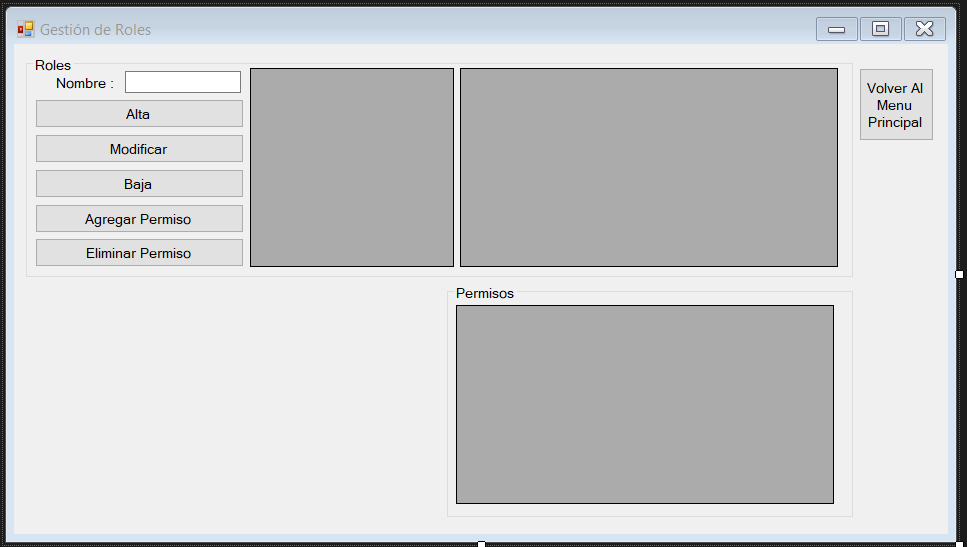 Gestión de Roles
Roles
Nombre :
Alta
Modificar
Baja
Agregar Permiso
Eliminar Permiso
Volver Al
Menu
Principal
Permisos